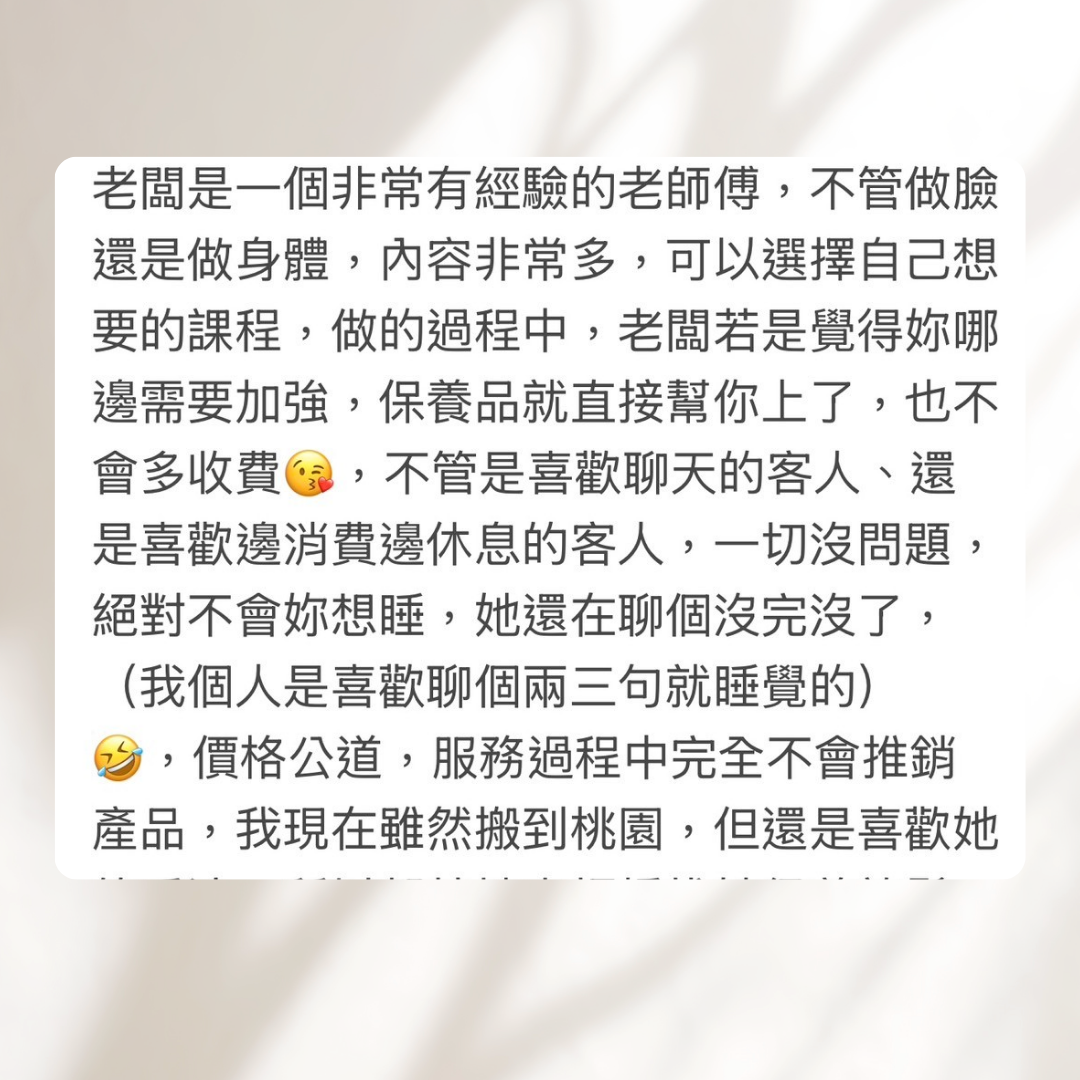 老闆是一個非常有經驗的老師傅，不管做臉
還是做身體，內容非常多，可以選擇自己想
要的課程，做的過程中，老闆若是覺得妳哪
邊需要加強，保養品就直接幫你上了，也不
會多收費😘，不管是喜歡聊天的客人、還
是喜歡邊消費邊休息的客人，一切沒問題，
絕對不會妳想睡，她還在聊個沒完沒了，
（我個人是喜歡聊個兩三句就睡覺的）
🤣，價格公道，服務過程中完全不會推銷
產品，我現在雖然搬到桃園，但還是喜歡她